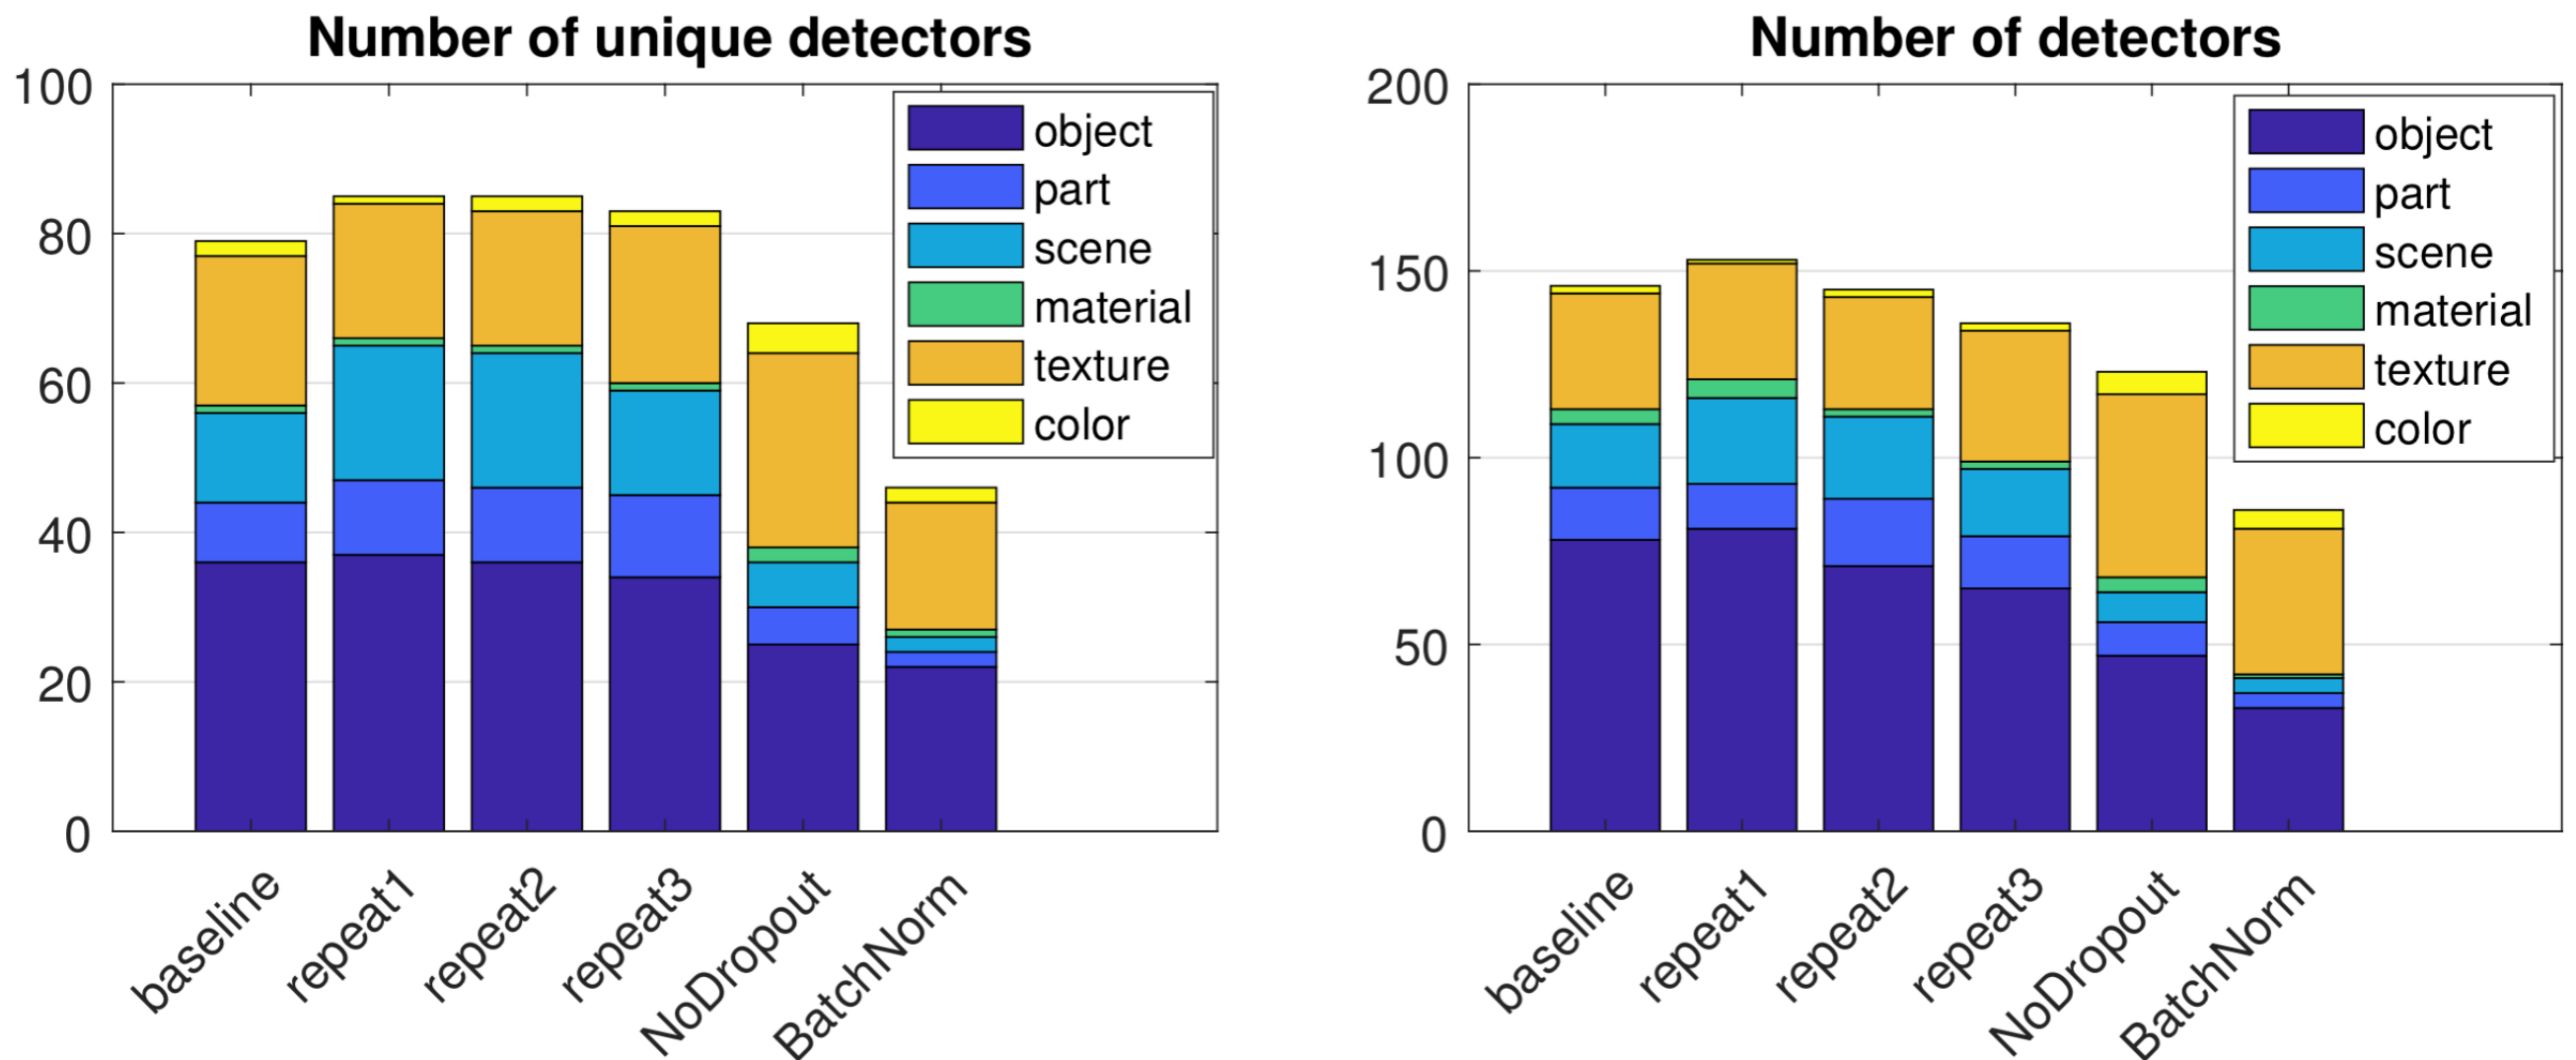 Number of unique detectors
100
80
60
40
20
0
object
part
scene
material
texture
color
baseline
repeat1
repeat2
repeat3
NoDropout
BatchNorm
Number of detectors
200
150
100
50
0
object
part
scene
material
texture
color
baseline
repeat1
repeat2
repeat3
NoDropout
BatchNorm